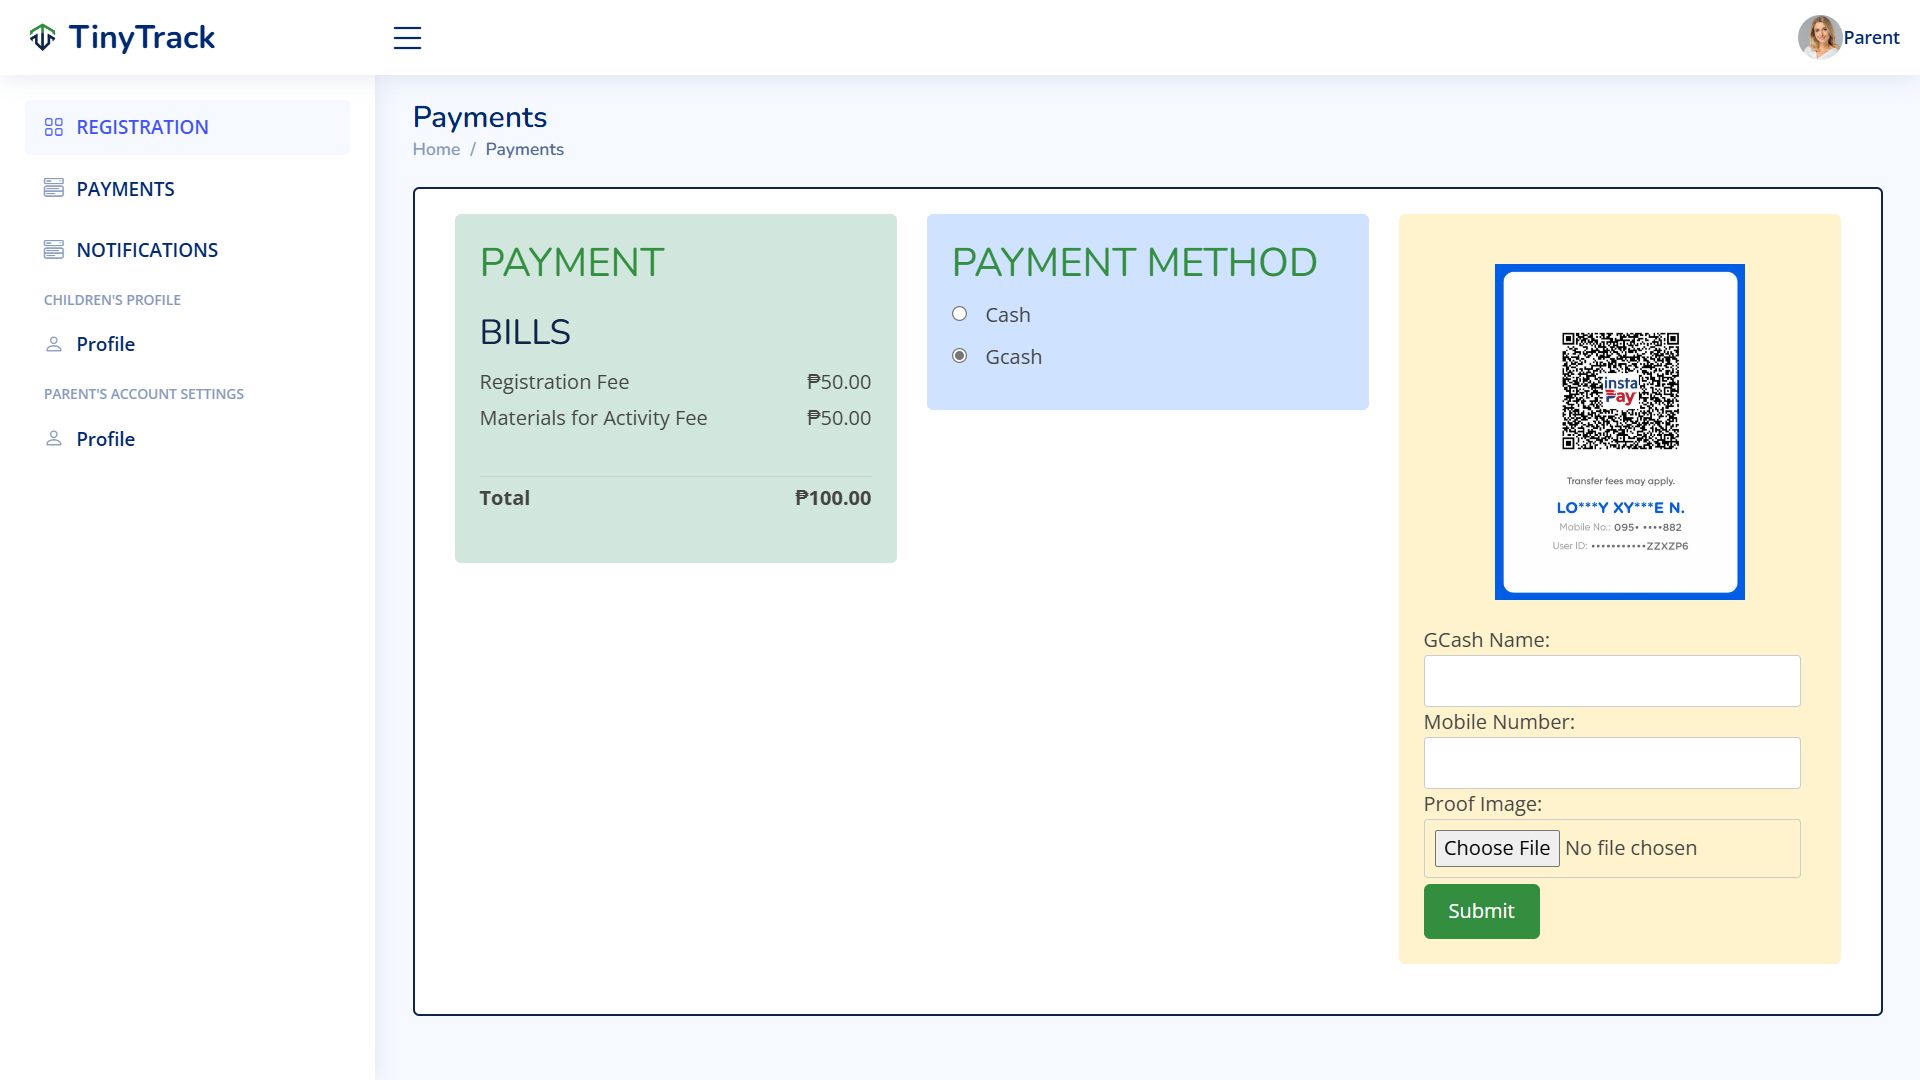 TinyTrack
Parent
REGISTRATION
PAYMENTS
NOTIFICATIONS
CHILDREN'S PROFILE
Profile
PARENT'S ACCOUNT SETTINGS
Profile
Payments
Home / Payments
PAYMENT
BILLS
Registration Fee ₱50.00
Materials for Activity Fee ₱50.00
Total ₱100.00
PAYMENT METHOD
Cash
Gcash
insta
Pay
Transfer fees may apply.
LO***Y XY***E N.
Mobile No.: 095• ••••882
User ID: •••••••••••ZZXZP6
GCash Name:
Mobile Number:
Proof Image:
Choose File No file chosen
Submit